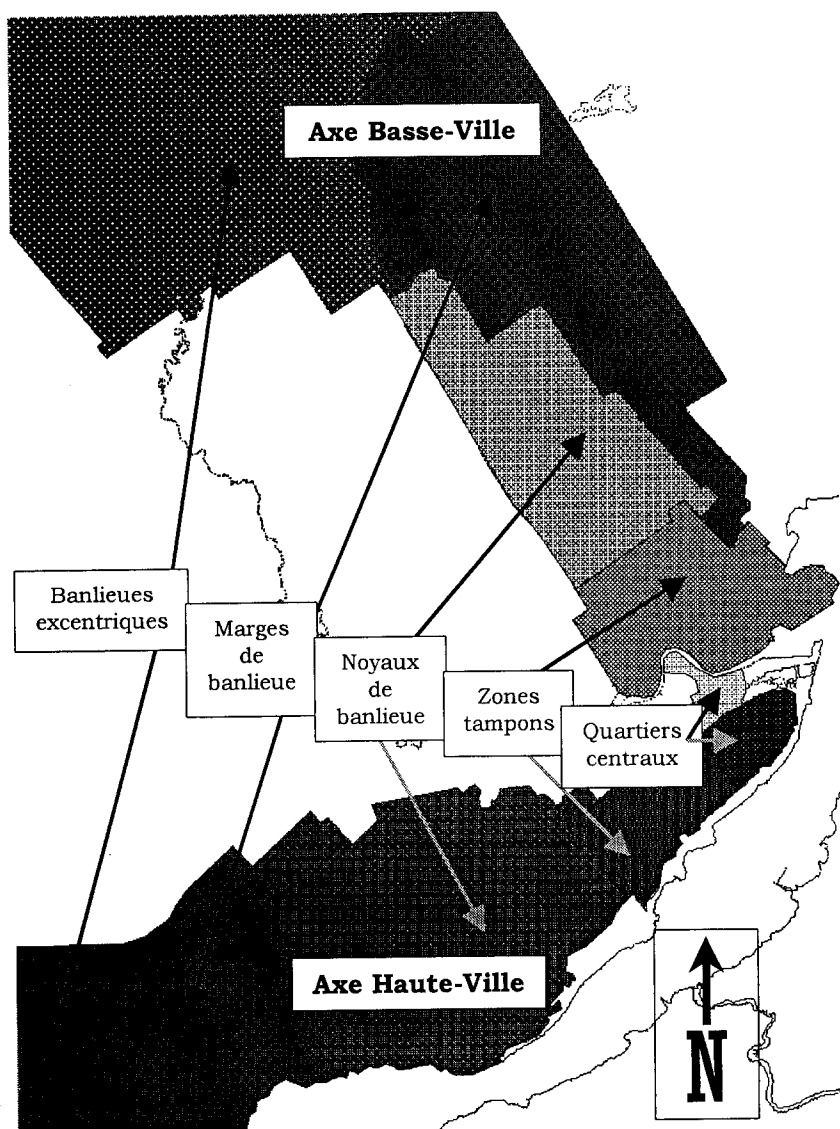 Axe Basse-Ville
Banlieues
excentriques
Marges
de
banlieue
Noyaux
de
banlieue
Zones
tampons
Quartiers
centraux
Axe Haute-Ville
N